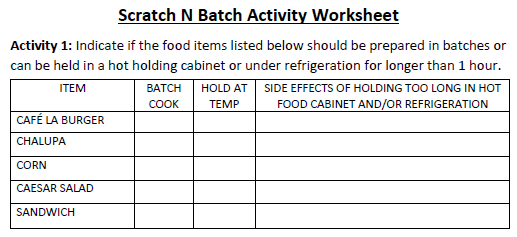 Scratch N Batch Activity Worksheet
Activity 1: Indicate if the food items listed below should be prepared in batches or
can be held in a hot holding cabinet or under refrigeration for longer than 1 hour.
ITEM BATCH COOK HOLD AT TEMP SIDE EFFECTS OF HOLDING TOO LONG IN HOT FOOD CABINET AND/OR REFRIGERATION
CAFÉ LA BURGER
CHALUPA
CORN
CAESAR SALAD
SANDWICH